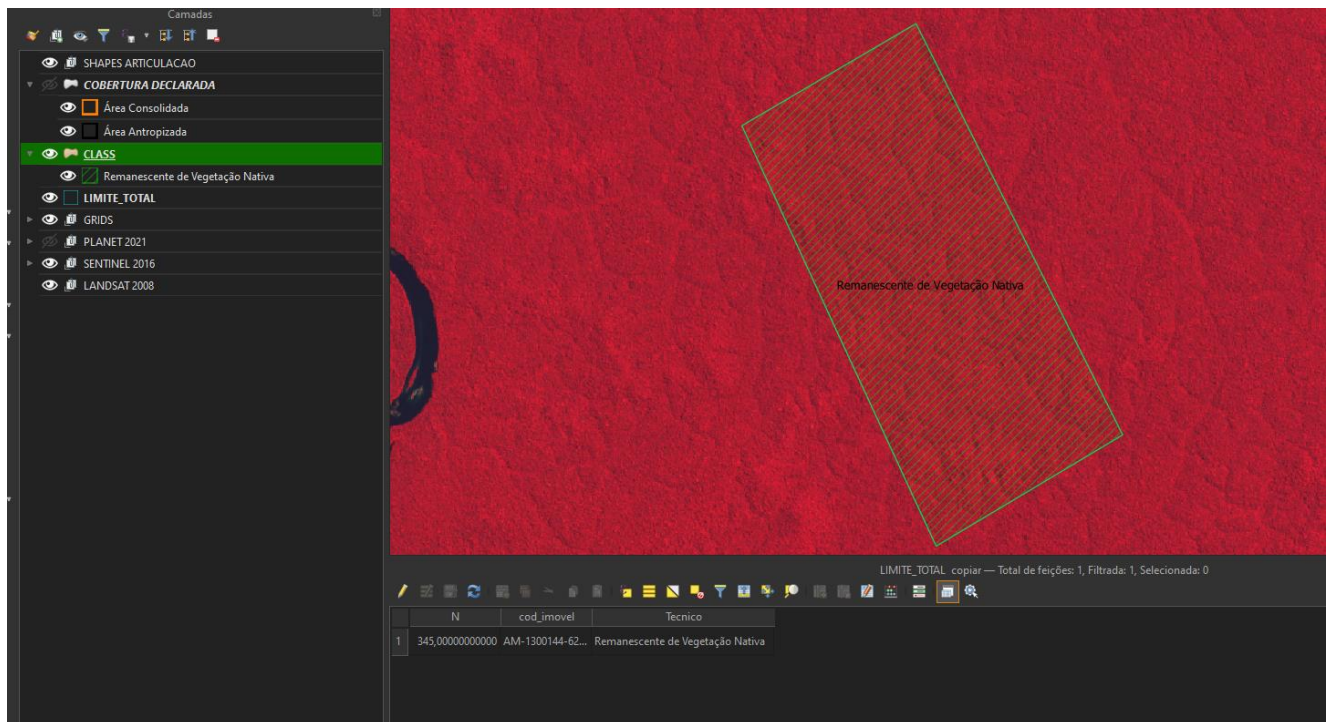 Camadas
SHAPES ARTICULACAO
COBERTURA DECLARADA
Área Consolidada
Área Antropizada
CLASS
Remanescente de Vegetação Nativa
LIMITE_TOTAL
GRIDS
PLANET 2021
SENTINEL 2016
LANDSAT 2008
Remanescente de Vegetação Nativa
LIMITE_TOTAL copiar — Total de feições: 1, Filtrada: 1, Selecionada: 0
N cod_imovel Tecnico
1 345,00000000000 AM-1300144-62... Remanescente de Vegetação Nativa